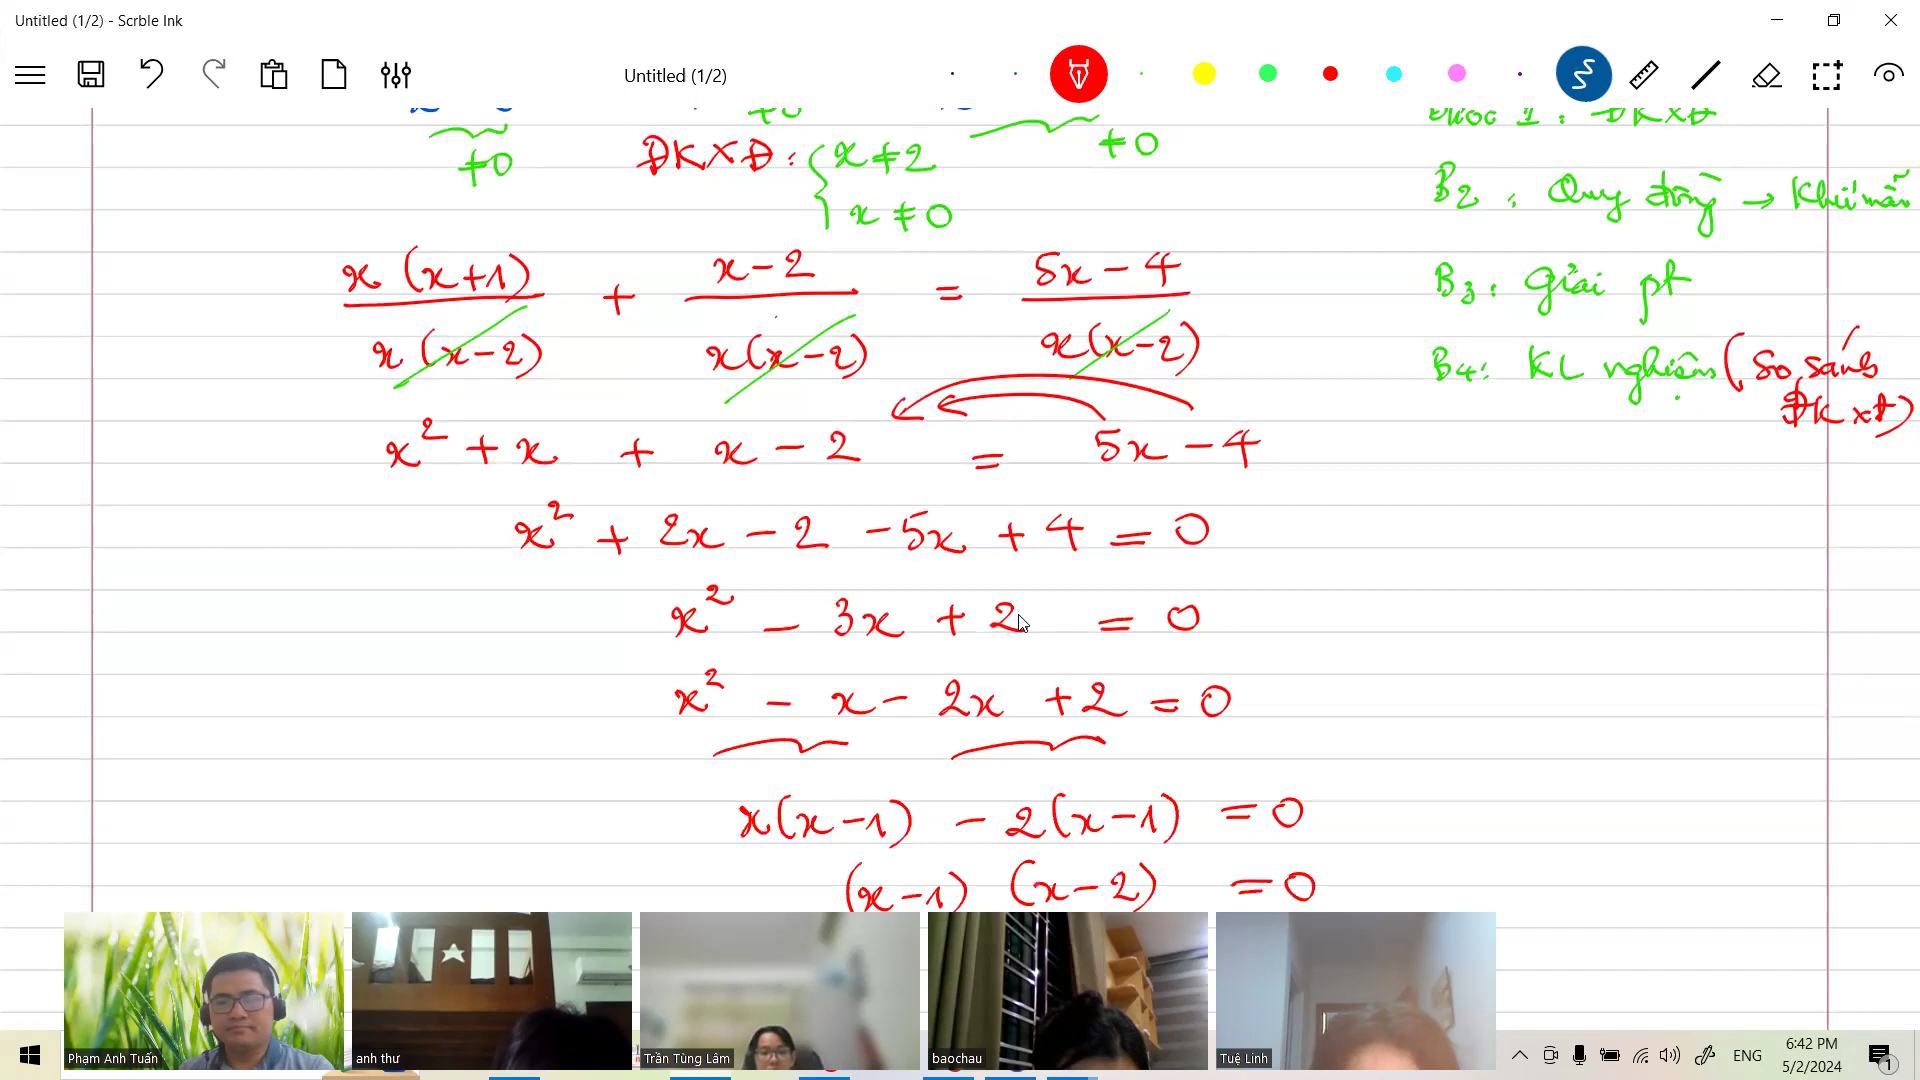 Untitled (1/2) - Scrble Ink
Untitled (1/2)
≠0
≠0
≠0
ĐKXĐ: { x ≠ 2
x ≠ 0
1: ĐKXĐ
B2: Quy đồng → Khử mẫu
B3: Giải pt
B4: KL nghiệm (So sánh
ĐKXĐ)
x(x+1) / x(x-2) + x-2 / x(x-2) = 5x-4 / x(x-2)
x² + x + x - 2 = 5x - 4
x² + 2x - 2 - 5x + 4 = 0
x² - 3x + 2 = 0
x² - x - 2x + 2 = 0
x(x-1) - 2(x-1) = 0
(x-1) (x-2) = 0
Phạm Anh Tuấn
anh thư
Trần Tùng Lâm
baochau
Tuệ Linh
ENG
6:42 PM
5/2/2024
1